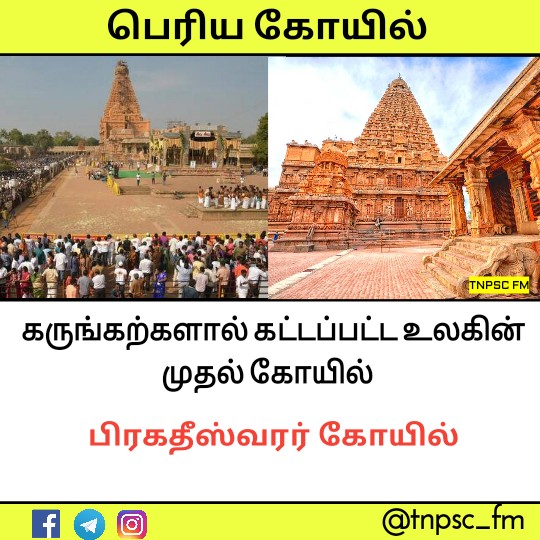 பெரிய கோயில்
TNPSC FM
கருங்கற்களால் கட்டப்பட்ட உலகின்
முதல் கோயில்
பிரகதீஸ்வரர் கோயில்
@tnpsc_fm